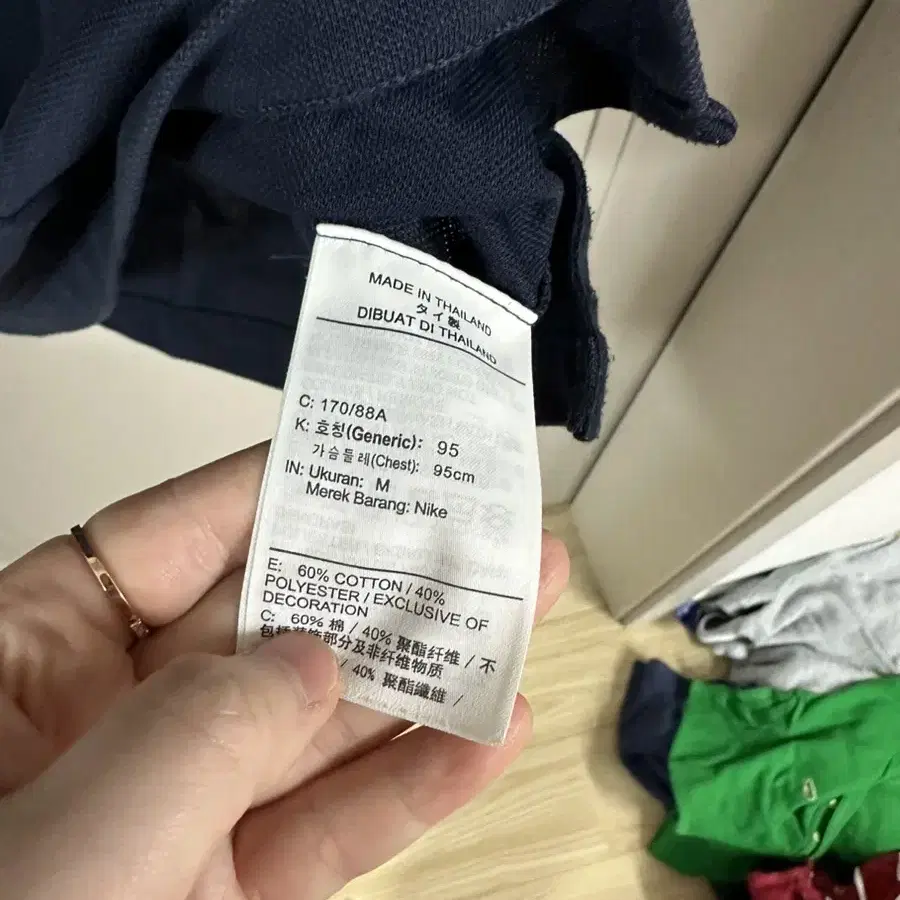 MADE IN THAILAND
タイ製
DIBUAT DI THAILAND
C: 170/88A
K: 호칭(Generic): 95
가슴둘레(Chest): 95cm
IN: Ukuran: M
Merek Barang: Nike
E: 60% COTTON / 40%
POLYESTER / EXCLUSIVE OF
DECORATION
C: 60% 棉 / 40% 聚酯纤维 / 不
包括装饰部分及非纤维物质
/ 40% 聚酯纖維 /